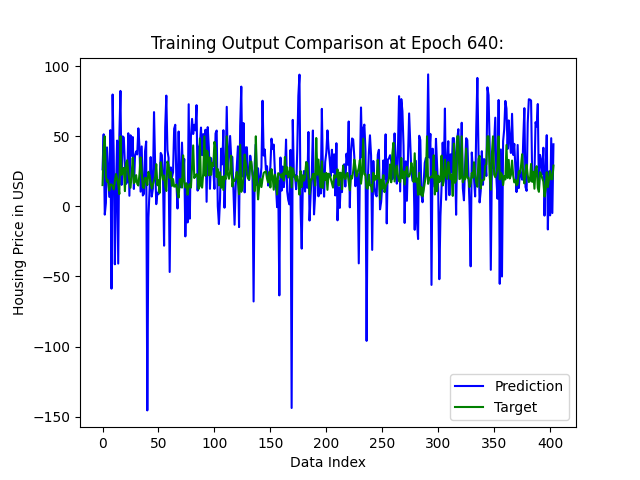 Training Output Comparison at Epoch 640:
100
50
0
−50
−100
−150
Housing Price in USD
Prediction
Target
0 50 100 150 200 250 300 350 400
Data Index